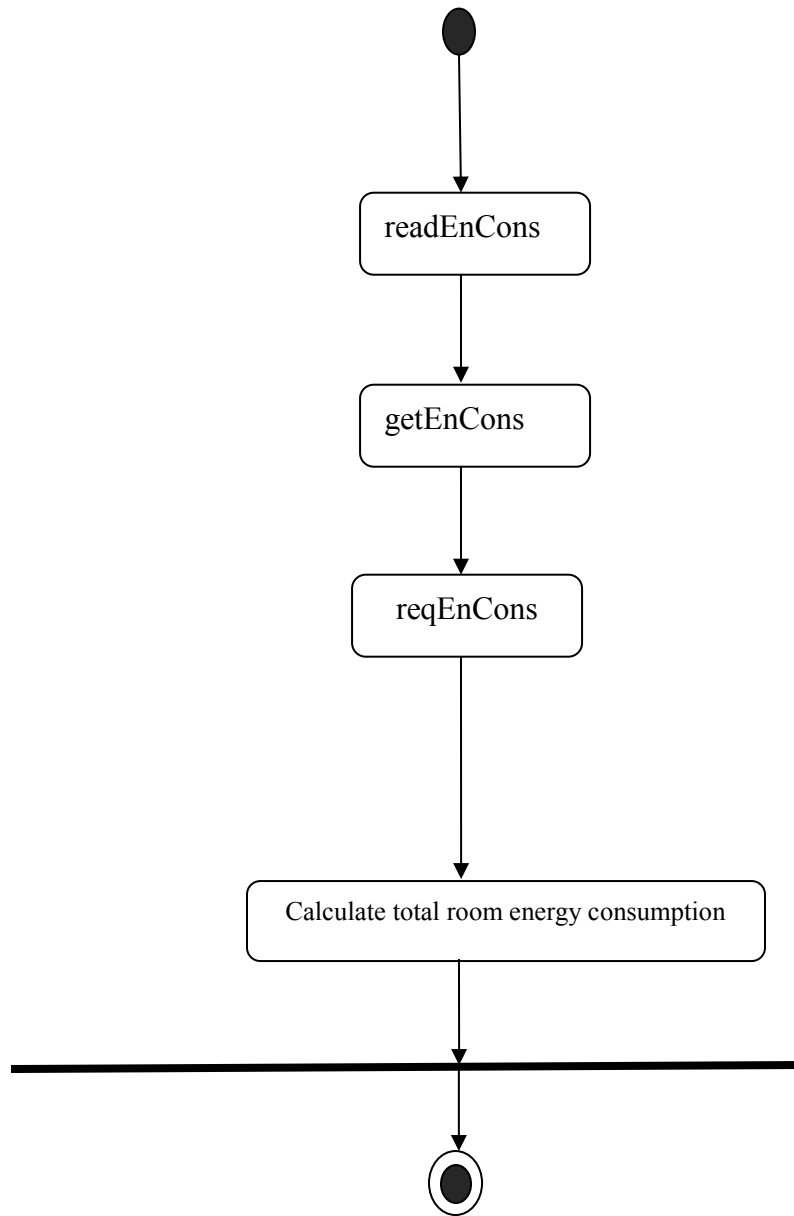 readEnCons
getEnCons
reqEnCons
Calculate total room energy consumption